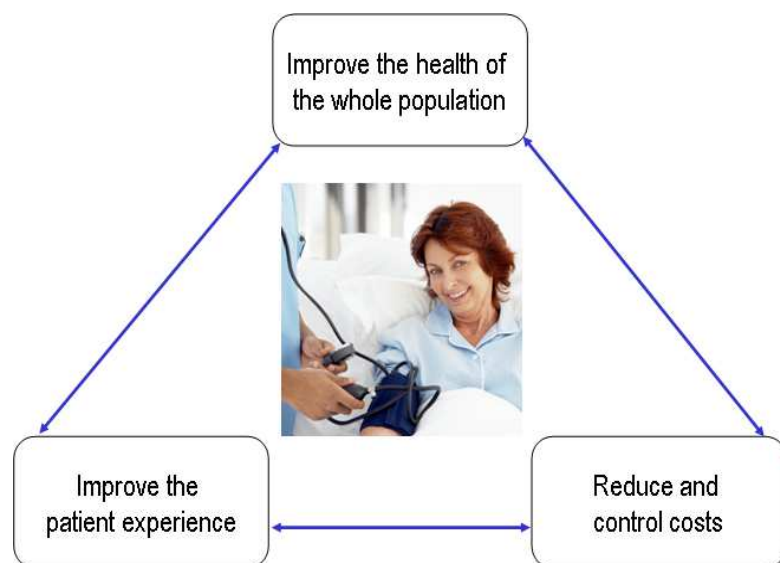 Improve the health of
the whole population
Improve the
patient experience
Reduce and
control costs